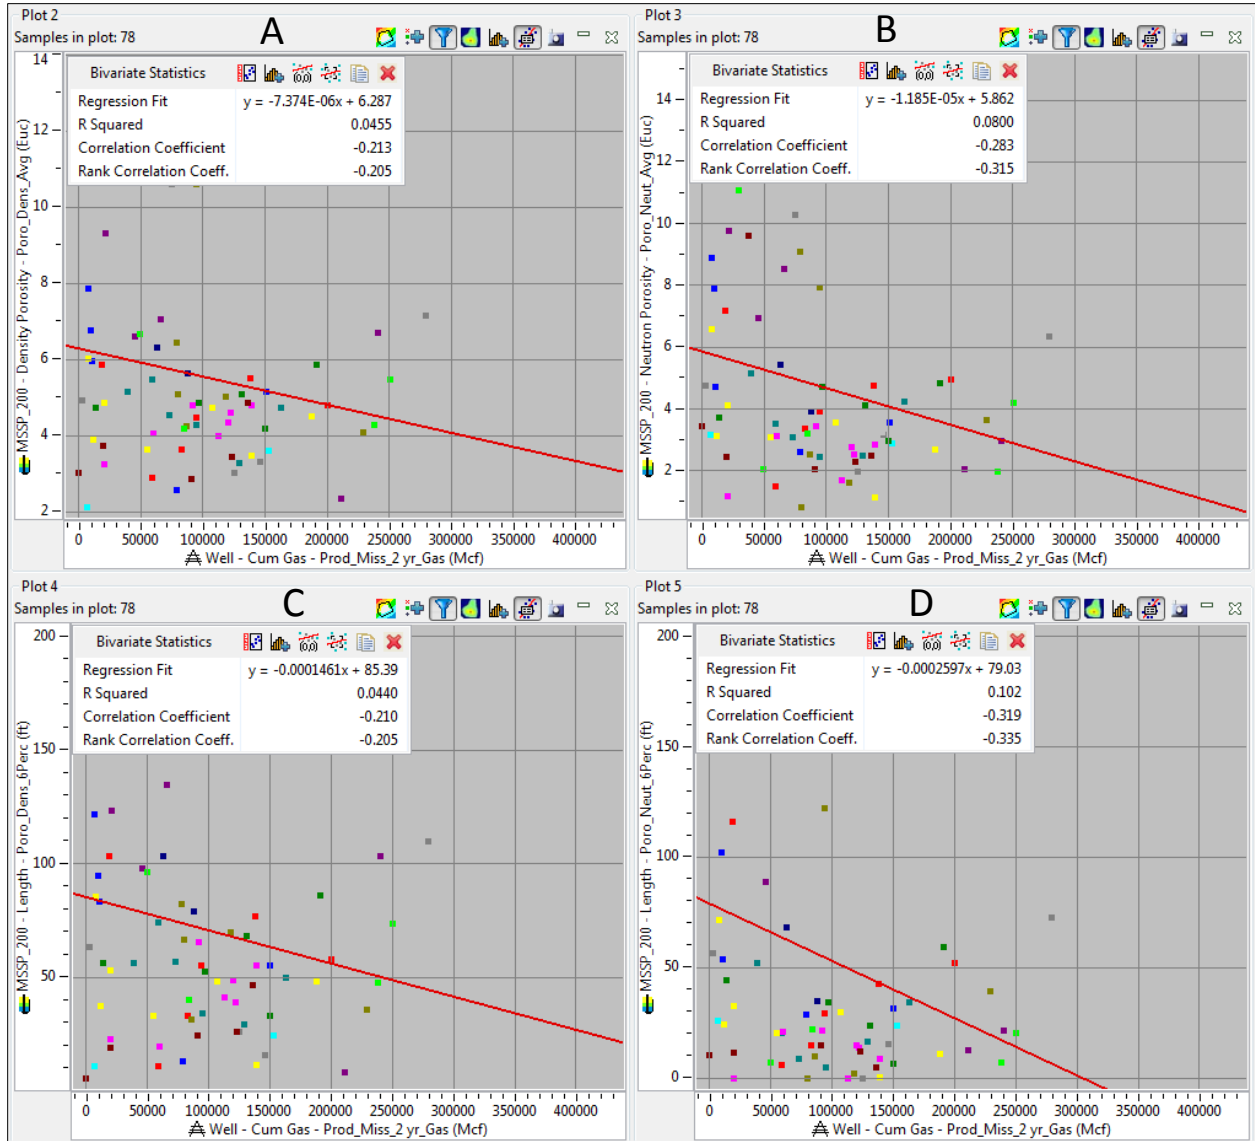 Plot 2
Samples in plot: 78
A
Bivariate Statistics
Regression Fit y = -7.374E-06x + 6.287
R Squared 0.0455
Correlation Coefficient -0.213
Rank Correlation Coeff. -0.205
MSSP_200 - Density Porosity - Poro_Dens_Avg (Euc)
14
12
10
8
6
4
2
0 50000 100000 150000 200000 250000 300000 350000 400000
Well - Cum Gas - Prod_Miss_2 yr_Gas (Mcf)
Plot 3
Samples in plot: 78
B
Bivariate Statistics
Regression Fit y = -1.185E-05x + 5.862
R Squared 0.0800
Correlation Coefficient -0.283
Rank Correlation Coeff. -0.315
MSSP_200 - Neutron Porosity - Poro_Neut_Avg (Euc)
14
12
10
8
6
4
2
0 50000 100000 150000 200000 250000 300000 350000 400000
Well - Cum Gas - Prod_Miss_2 yr_Gas (Mcf)
Plot 4
Samples in plot: 78
C
Bivariate Statistics
Regression Fit y = -0.0001461x + 85.39
R Squared 0.0440
Correlation Coefficient -0.210
Rank Correlation Coeff. -0.205
MSSP_200 - Length - Poro_Dens_6Perc (ft)
200
150
100
50
0 50000 100000 150000 200000 250000 300000 350000 400000
Well - Cum Gas - Prod_Miss_2 yr_Gas (Mcf)
Plot 5
Samples in plot: 78
D
Bivariate Statistics
Regression Fit y = -0.0002597x + 79.03
R Squared 0.102
Correlation Coefficient -0.319
Rank Correlation Coeff. -0.335
MSSP_200 - Length - Poro_Neut_6Perc (ft)
200
150
100
50
0
0 50000 100000 150000 200000 250000 300000 350000 400000
Well - Cum Gas - Prod_Miss_2 yr_Gas (Mcf)